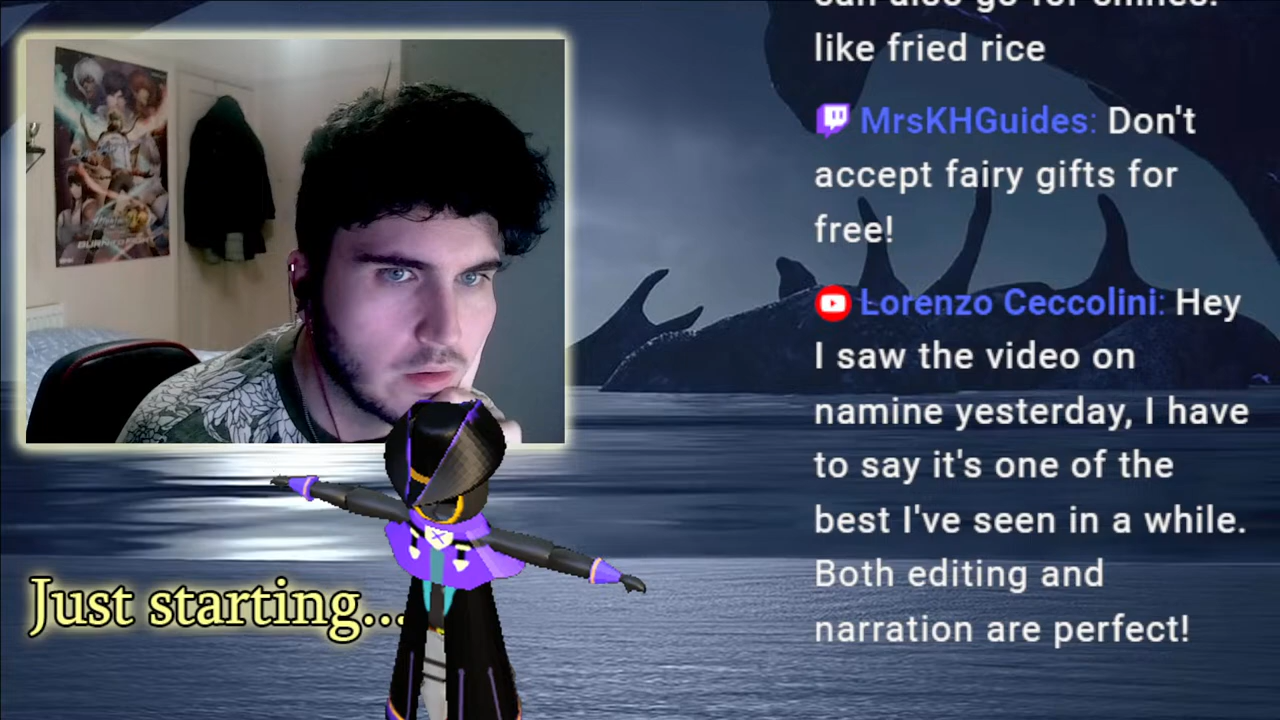 like fried rice
MrsKHGuides: Don't
accept fairy gifts for
free!
Lorenzo Ceccolini: Hey
I saw the video on
namine yesterday, I have
to say it's one of the
best I've seen in a while.
Both editing and
narration are perfect!
Just starting...